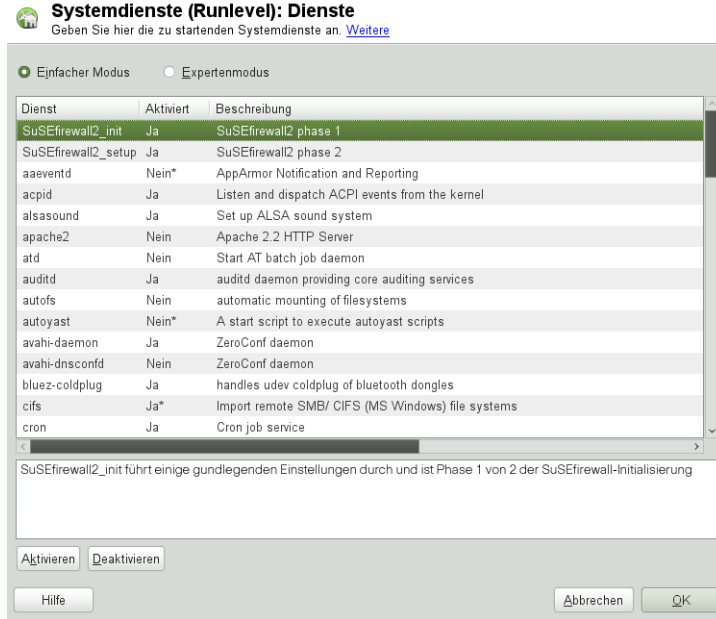 Systemdienste (Runlevel): Dienste
Geben Sie hier die zu startenden Systemdienste an. Weitere
Einfacher Modus Expertenmodus
Dienst Aktiviert Beschreibung
SuSEfirewall2_init Ja SuSEfirewall2 phase 1
SuSEfirewall2_setup Ja SuSEfirewall2 phase 2
aaeventd Nein* AppArmor Notification and Reporting
acpid Ja Listen and dispatch ACPI events from the kernel
alsasound Ja Set up ALSA sound system
apache2 Nein Apache 2.2 HTTP Server
atd Nein Start AT batch job daemon
auditd Ja auditd daemon providing core auditing services
autofs Nein automatic mounting of filesystems
autoyast Nein* A start script to execute autoyast scripts
avahi-daemon Ja ZeroConf daemon
avahi-dnsconfd Nein ZeroConf daemon
bluez-coldplug Ja handles udev coldplug of bluetooth dongles
cifs Ja* Import remote SMB/ CIFS (MS Windows) file systems
cron Ja Cron job service
SuSEfirewall2_init führt einige gundlegenden Einstellungen durch und ist Phase 1 von 2 der SuSEfirewall-Initialisierung
Aktivieren Deaktivieren
Hilfe Abbrechen OK